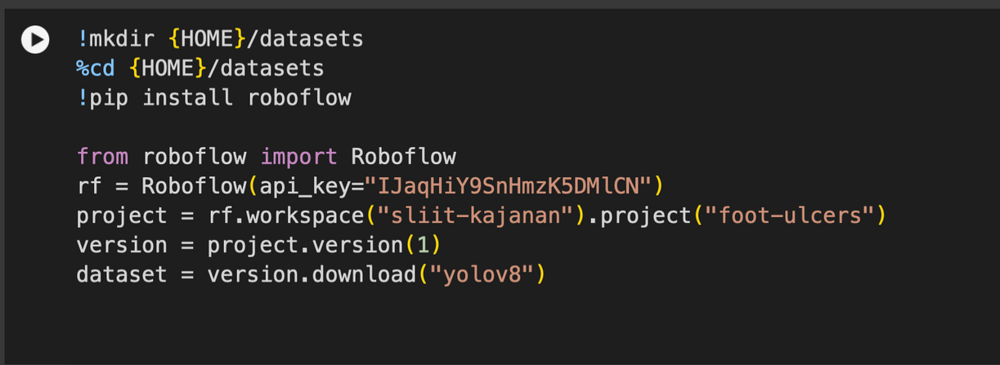 !mkdir {HOME}/datasets
%cd {HOME}/datasets
!pip install roboflow
from roboflow import Roboflow
rf = Roboflow(api_key="IJaqHiY9SnHmzK5DMlCN")
project = rf.workspace("sliit-kajanan").project("foot-ulcers")
version = project.version(1)
dataset = version.download("yolov8")